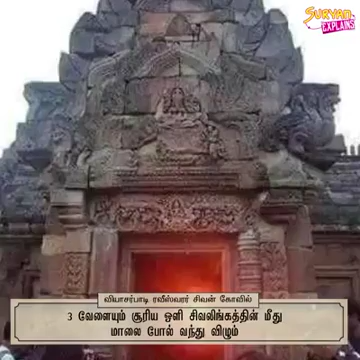 SURYAN
EXPLAINS
வியாசர்பாடி ரவீஸ்வரர் சிவன் கோவில்
3 வேளையும் சூரிய ஒளி சிவலிங்கத்தின் மீது
மாலை போல் வந்து விழும்